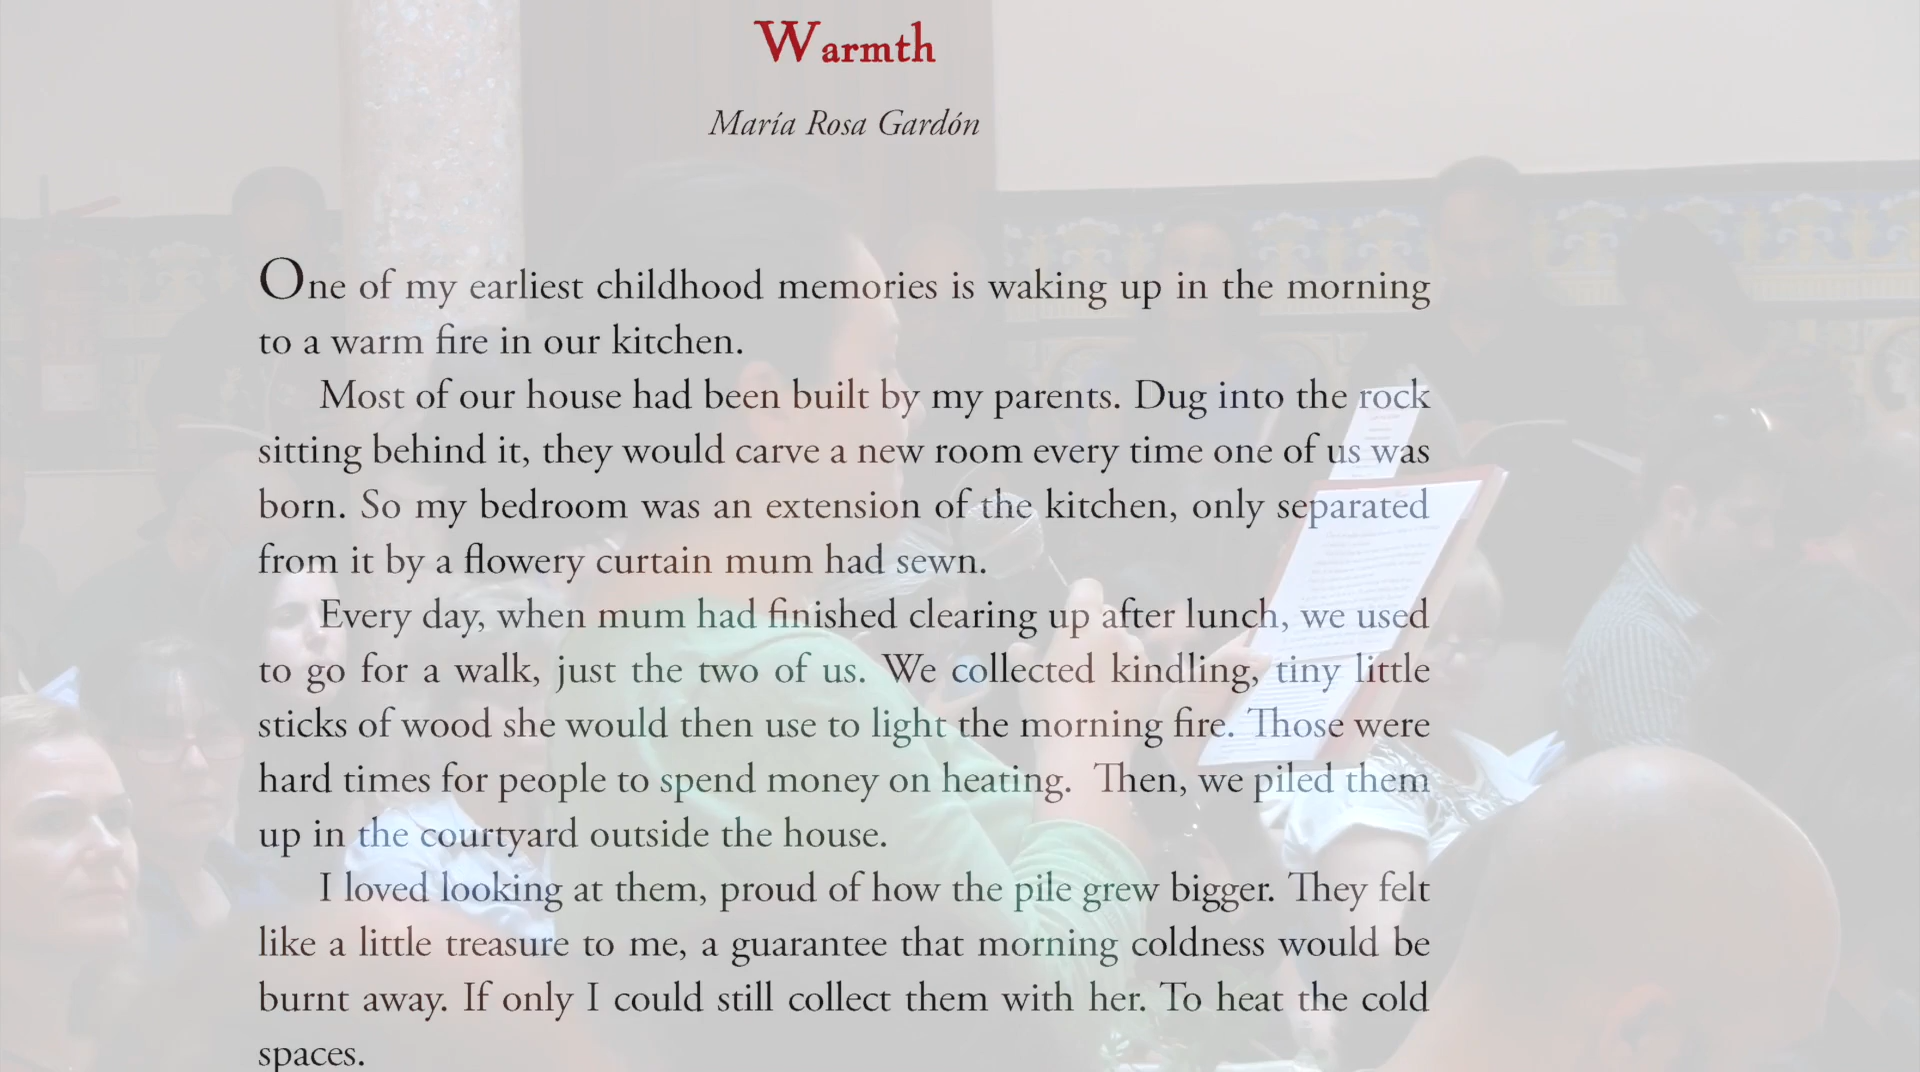 Warmth
María Rosa Gardón
One of my earliest childhood memories is waking up in the morning
to a warm fire in our kitchen.
Most of our house had been built by my parents. Dug into the rock
sitting behind it, they would carve a new room every time one of us was
born. So my bedroom was an extension of the kitchen, only separated
from it by a flowery curtain mum had sewn.
Every day, when mum had finished clearing up after lunch, we used
to go for a walk, just the two of us. We collected kindling, tiny little
sticks of wood she would then use to light the morning fire. Those were
hard times for people to spend money on heating. Then, we piled them
up in the courtyard outside the house.
I loved looking at them, proud of how the pile grew bigger. They felt
like a little treasure to me, a guarantee that morning coldness would be
burnt away. If only I could still collect them with her. To heat the cold
spaces.